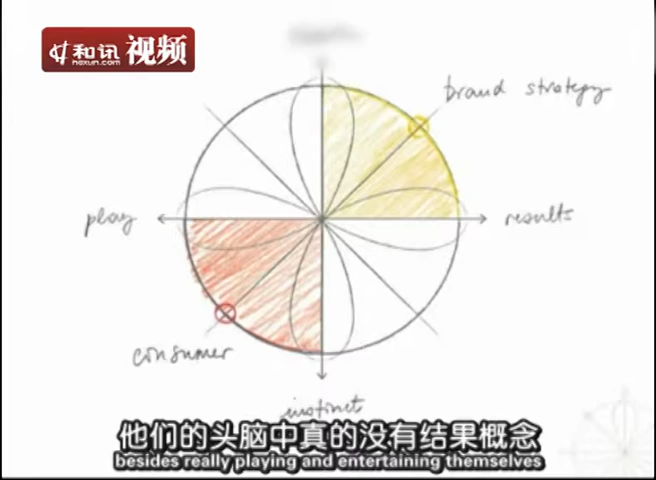 和讯 视频
hexun.com
brand strategy
play
results
consumer
instinct
他们的头脑中真的没有结果概念
besides really playing and entertaining themselves